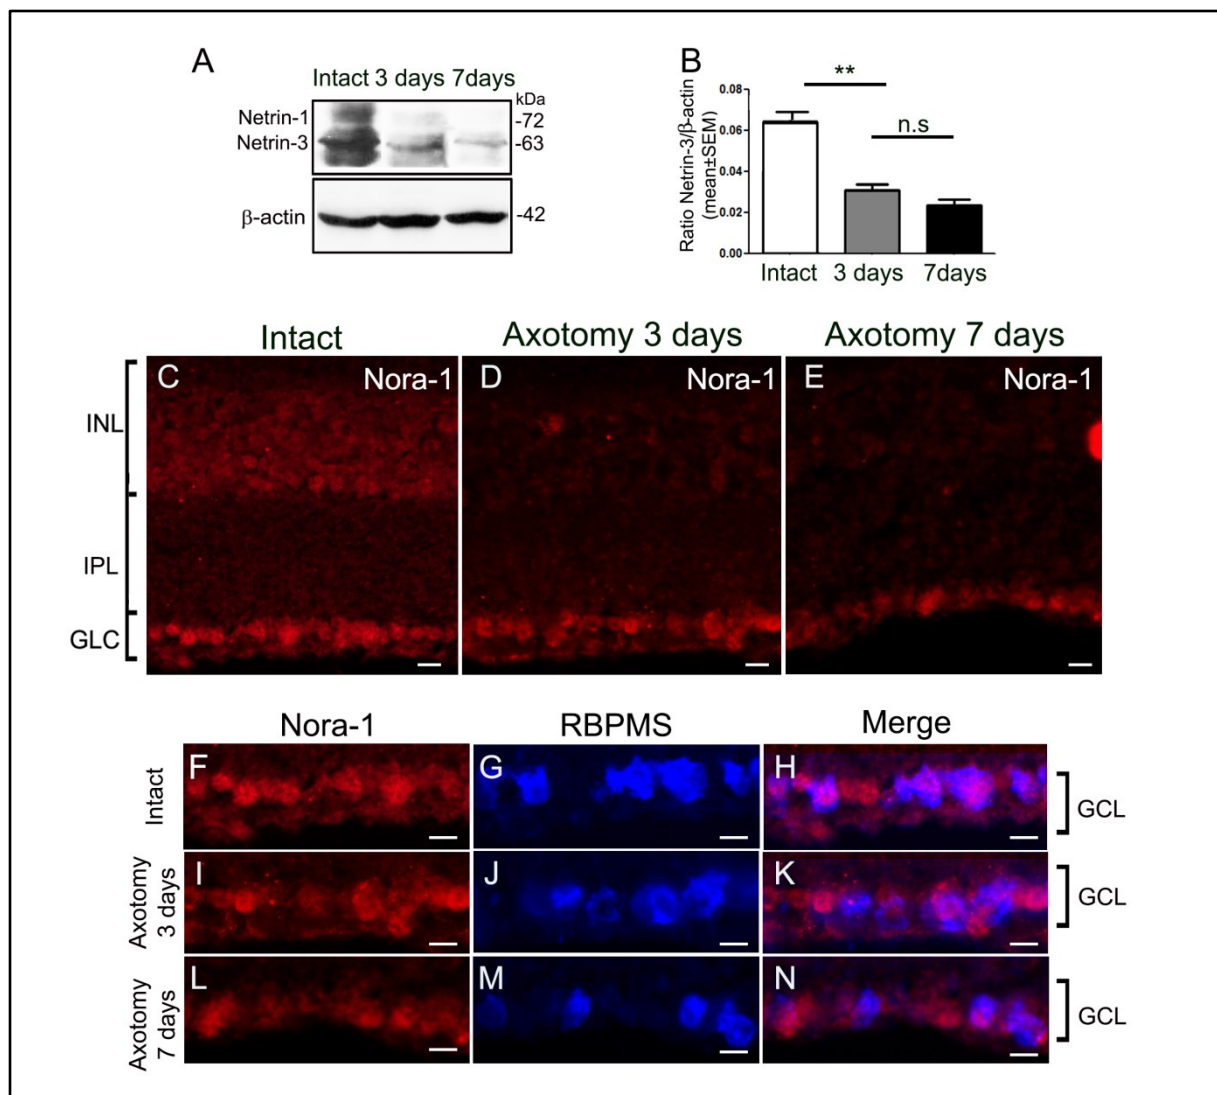 A
Intact 3 days 7days
kDa
Netrin-1
-72
Netrin-3
-63
β-actin
-42
B
**
n.s
Ratio Netrin-3/β-actin
(mean±SEM)
0.08
0.06
0.04
0.02
0.00
Intact
3 days
7days
Intact
Axotomy 3 days
Axotomy 7 days
C
Nora-1
D
Nora-1
E
Nora-1
INL
IPL
GLC
Nora-1
RBPMS
Merge
Intact
F
G
H
GCL
Axotomy
3 days
I
J
K
GCL
Axotomy
7 days
L
M
N
GCL